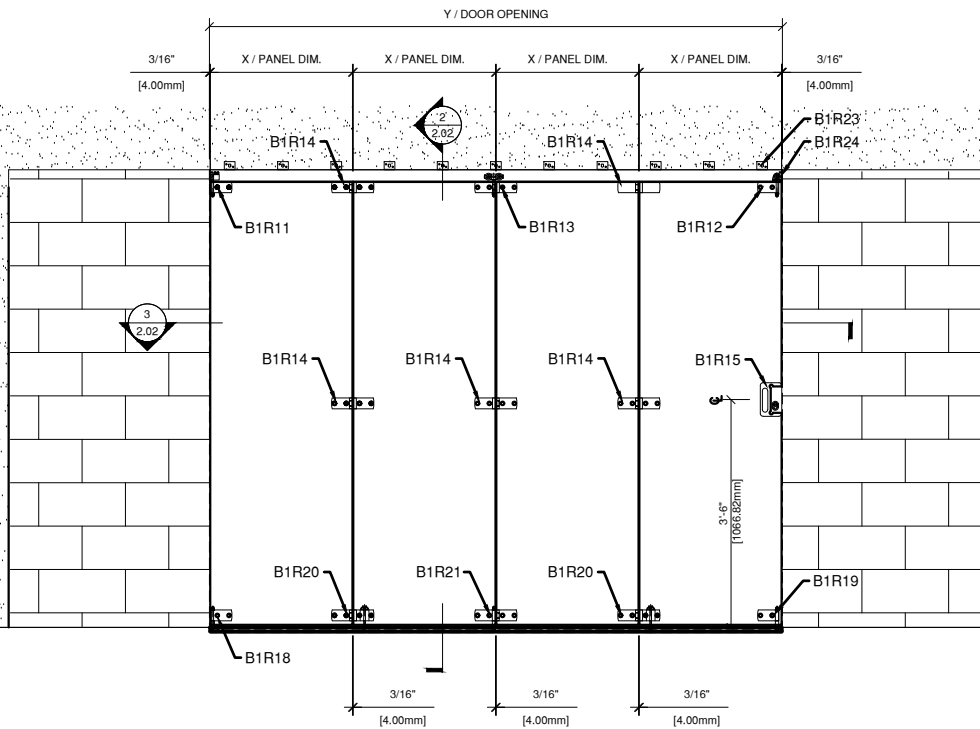 Y / DOOR OPENING
3/16"
X / PANEL DIM.
X / PANEL DIM.
X / PANEL DIM.
X / PANEL DIM.
3/16"
[4.00mm]
[4.00mm]
2
2.02
B1R23
B1R14
B1R14
B1R24
B1R11
B1R13
B1R12
3
2.02
B1R14
B1R14
B1R14
B1R15
3'-6"
[1066.82mm]
B1R20
B1R21
B1R20
B1R19
B1R18
3/16"
3/16"
3/16"
[4.00mm]
[4.00mm]
[4.00mm]